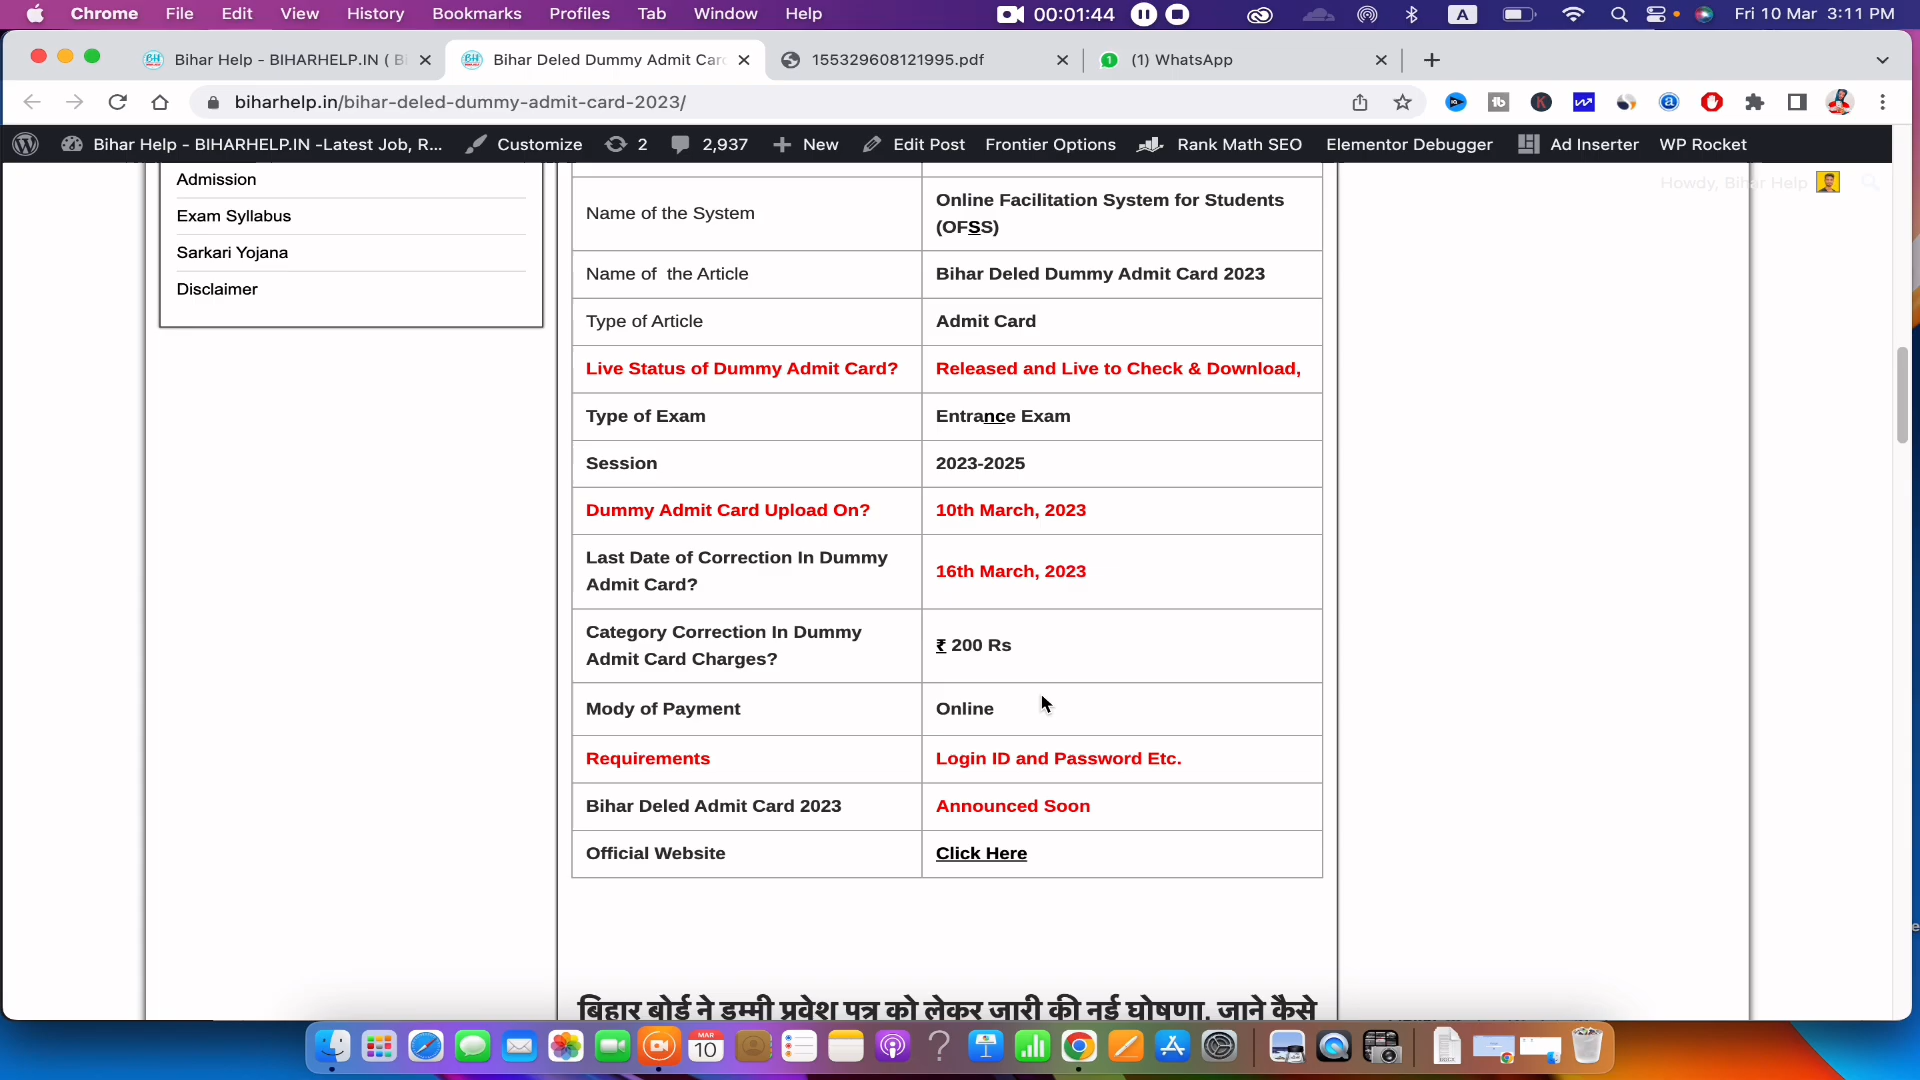 Chrome File Edit View History Bookmarks Profiles Tab Window Help 00:01:44 A Fri 10 Mar 3:11 PM
Bihar Help - BIHARHELP.IN ( B Bihar Deled Dummy Admit Car 155329608121995.pdf (1) WhatsApp
biharhelp.in/bihar-deled-dummy-admit-card-2023/
Bihar Help - BIHARHELP.IN -Latest Job, R... Customize 2 2,937 New Edit Post Frontier Options Rank Math SEO Elementor Debugger Ad Inserter WP Rocket
Howdy, Bihar Help
Admission
Exam Syllabus
Sarkari Yojana
Disclaimer
Name of the System
Online Facilitation System for Students
(OFSS)
Name of the Article Bihar Deled Dummy Admit Card 2023
Type of Article Admit Card
Live Status of Dummy Admit Card? Released and Live to Check & Download,
Type of Exam Entrance Exam
Session 2023-2025
Dummy Admit Card Upload On? 10th March, 2023
Last Date of Correction In Dummy
Admit Card?
16th March, 2023
Category Correction In Dummy
Admit Card Charges?
₹ 200 Rs
Mody of Payment Online
Requirements Login ID and Password Etc.
Bihar Deled Admit Card 2023 Announced Soon
Official Website Click Here
बिहार बोर्ड ने डम्मी प्रवेश पत्र को लेकर जारी की नई घोषणा, जाने कैसे
MAR
10